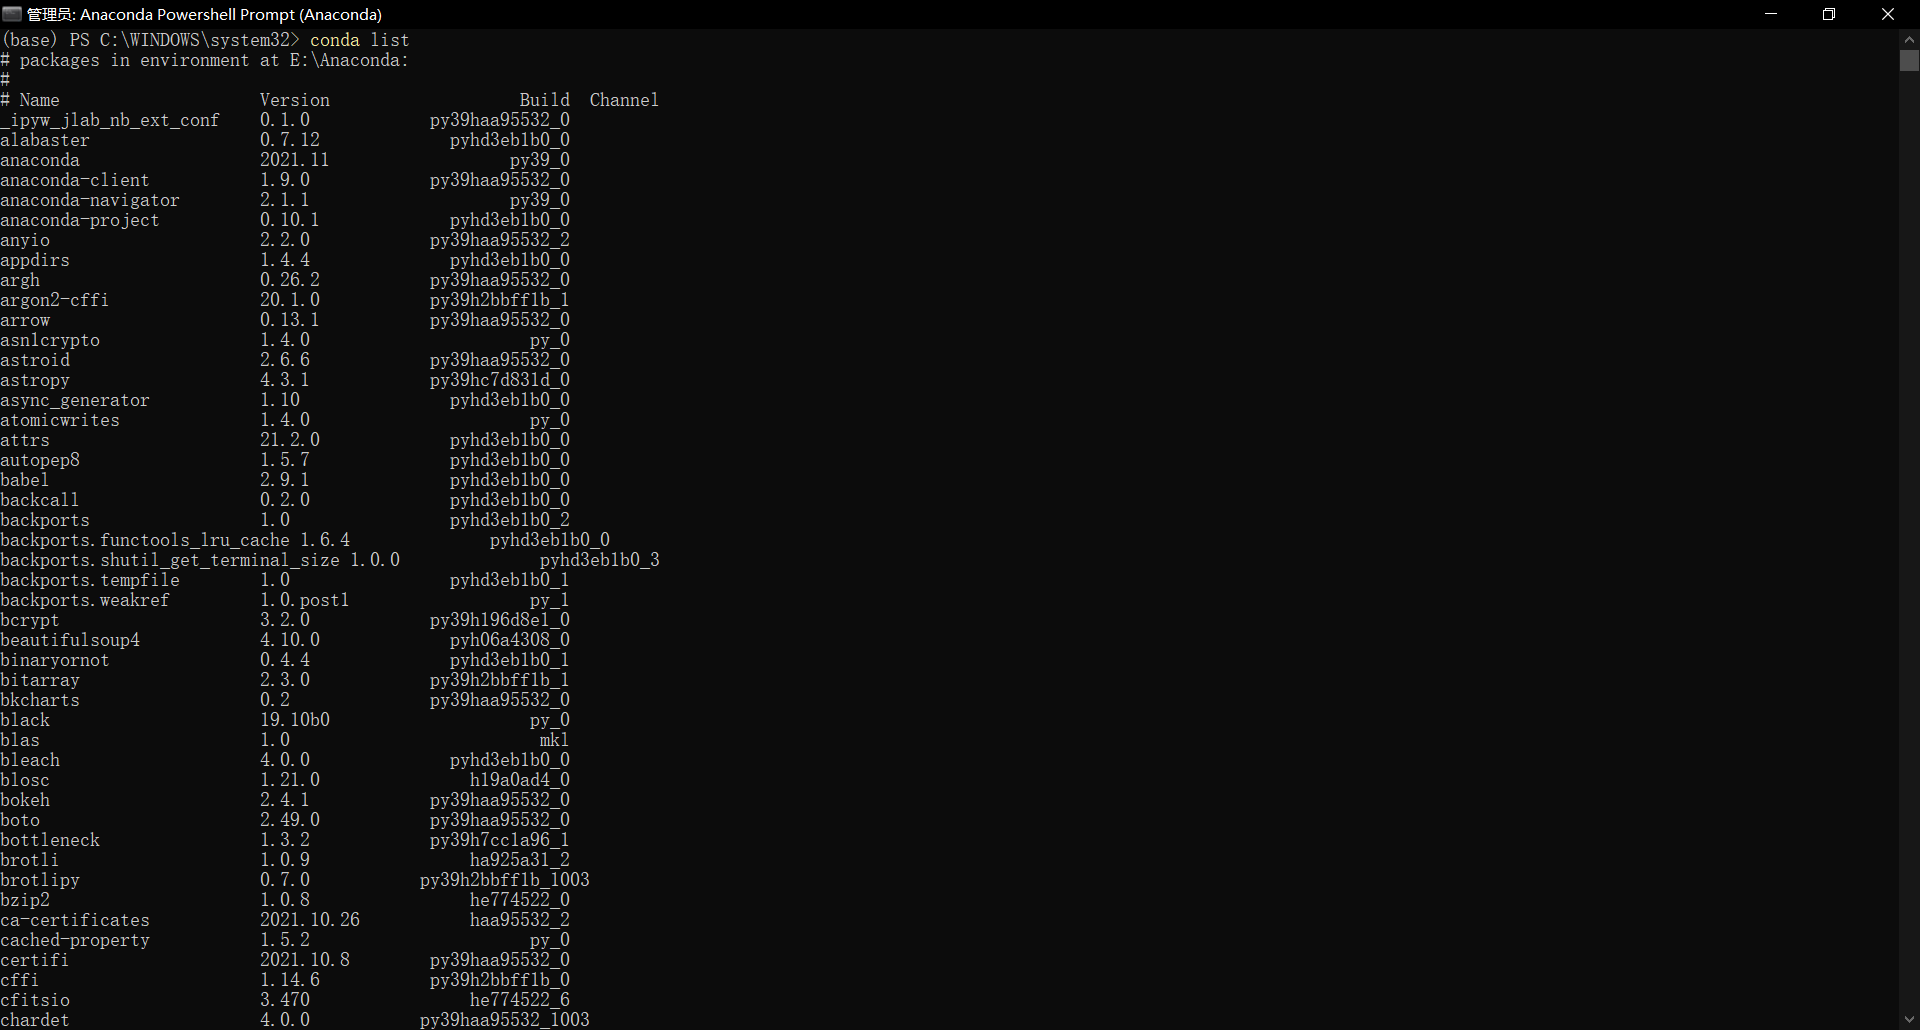 管理员: Anaconda Powershell Prompt (Anaconda)
(base) PS C:\WINDOWS\system32> conda list
# packages in environment at E:\Anaconda:
#
# Name                    Version                   Build  Channel
_ipyw_jlab_nb_ext_conf    0.1.0            py39haa95532_0
alabaster                 0.7.12             pyhd3eb1b0_0
anaconda                  2021.11                  py39_0
anaconda-client           1.9.0            py39haa95532_0
anaconda-navigator        2.1.1                    py39_0
anaconda-project          0.10.1             pyhd3eb1b0_0
anyio                     2.2.0            py39haa95532_2
appdirs                   1.4.4              pyhd3eb1b0_0
argh                      0.26.2           py39haa95532_0
argon2-cffi               20.1.0           py39h2bbff1b_1
arrow                     0.13.1           py39haa95532_0
asn1crypto                1.4.0                      py_0
astroid                   2.6.6            py39haa95532_0
astropy                   4.3.1            py39hc7d831d_0
async_generator           1.10               pyhd3eb1b0_0
atomicwrites              1.4.0                      py_0
attrs                     21.2.0             pyhd3eb1b0_0
autopep8                  1.5.7              pyhd3eb1b0_0
babel                     2.9.1              pyhd3eb1b0_0
backcall                  0.2.0              pyhd3eb1b0_0
backports                 1.0                pyhd3eb1b0_2
backports.functools_lru_cache 1.6.4              pyhd3eb1b0_0
backports.shutil_get_terminal_size 1.0.0              pyhd3eb1b0_3
backports.tempfile        1.0                pyhd3eb1b0_1
backports.weakref         1.0.post1                  py_1
bcrypt                    3.2.0            py39h196d8e1_0
beautifulsoup4            4.10.0             pyh06a4308_0
binaryornot               0.4.4              pyhd3eb1b0_1
bitarray                  2.3.0            py39h2bbff1b_1
bkcharts                  0.2              py39haa95532_0
black                     19.10b0                    py_0
blas                      1.0                         mkl
bleach                    4.0.0              pyhd3eb1b0_0
blosc                     1.21.0               h19a0ad4_0
bokeh                     2.4.1            py39haa95532_0
boto                      2.49.0           py39haa95532_0
bottleneck                1.3.2            py39h7cc1a96_1
brotli                    1.0.9                ha925a31_2
brotlipy                  0.7.0           py39h2bbff1b_1003
bzip2                     1.0.8                he774522_0
ca-certificates           2021.10.26           haa95532_2
cached-property           1.5.2                      py_0
certifi                   2021.10.8        py39haa95532_0
cffi                      1.14.6           py39h2bbff1b_0
cfitsio                   3.470                he774522_6
chardet                   4.0.0           py39haa95532_1003